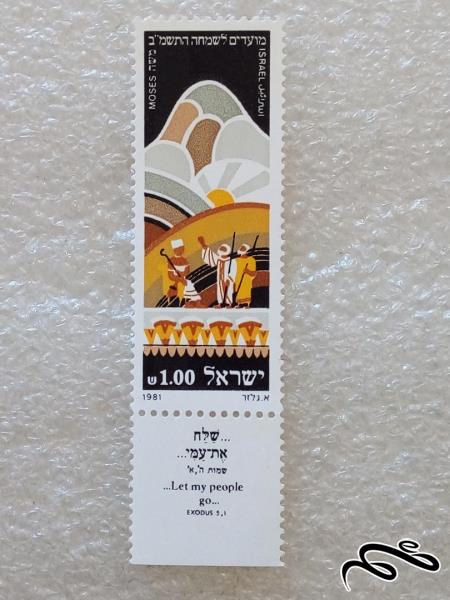 מועדים לשמחה התשמ"ב
MOSES משה
ISRAEL اسرائيل
ישראל 1.00 ש
1981 א. גלזר
...שַׁלַּח
אֶת־עַמִּי...
שמות ה', א'
...Let my people
go...
EXODUS 5,1